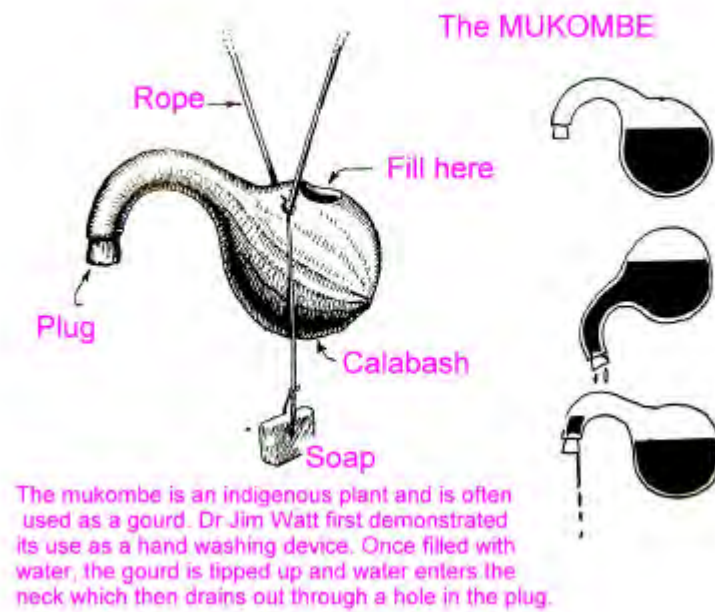 The MUKOMBE
Rope
Fill here
Plug
Calabash
Soap
The mukombe is an indigenous plant and is often
used as a gourd. Dr Jim Watt first demonstrated
its use as a hand washing device. Once filled with
water, the gourd is tipped up and water enters the
neck which then drains out through a hole in the plug.